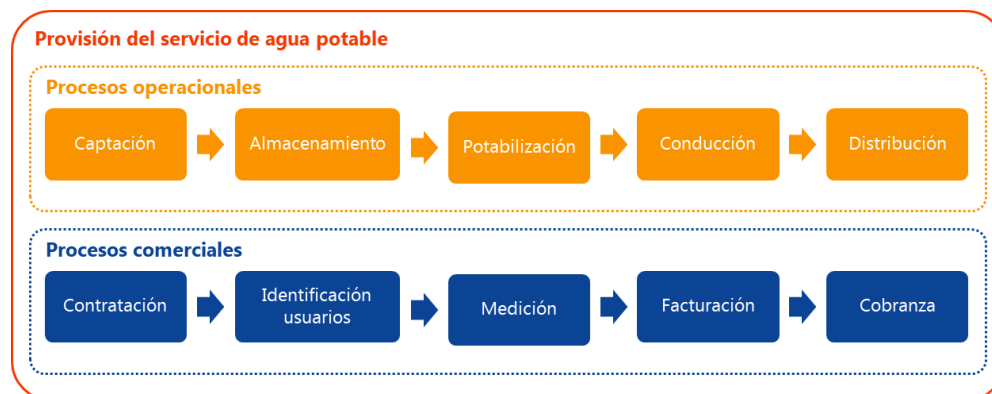 Provisión del servicio de agua potable
Procesos operacionales
Captación
Almacenamiento
Potabilización
Conducción
Distribución
Procesos comerciales
Contratación
Identificación
usuarios
Medición
Facturación
Cobranza